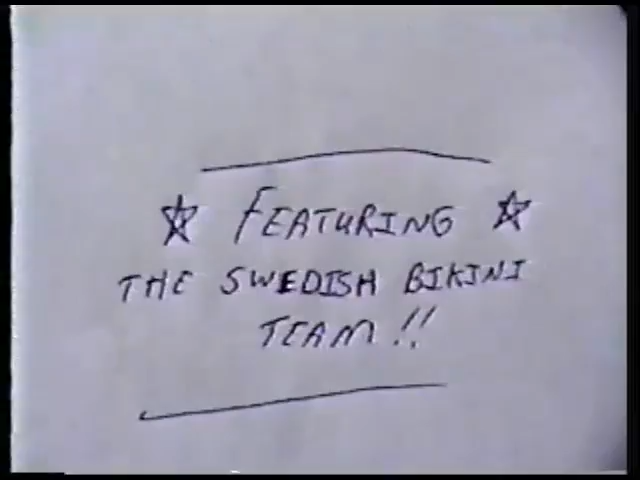 ☆ FEATURING ☆
THE SWEDISH BIKINI
TEAM!!